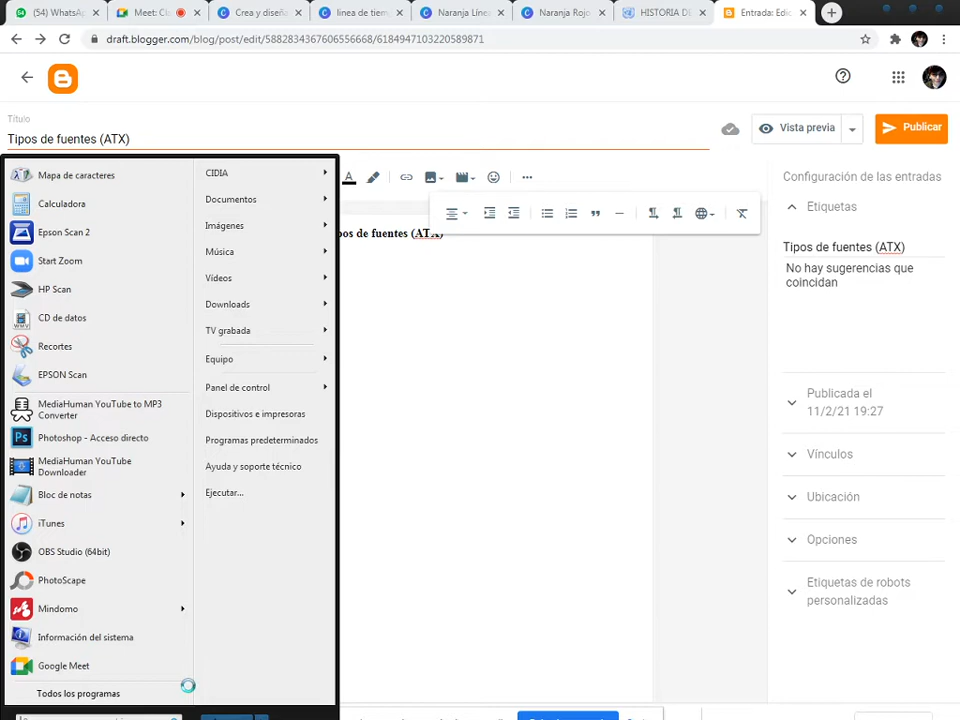 (54) WhatsA
Meet: Clu
Crea y diseña
linea de tiem
Naranja Línea
Naranja Rojo
HISTORIA DE
Entrada: Edic
draft.blogger.com/blog/post/edit/5882834367606556668/6184947103220589871
Título
Tipos de fuentes (ATX)
Vista previa
Publicar
Mapa de caracteres
Calculadora
Epson Scan 2
Start Zoom
HP Scan
CD de datos
Recortes
EPSON Scan
MediaHuman YouTube to MP3
Converter
Photoshop - Acceso directo
MediaHuman YouTube
Downloader
Bloc de notas
iTunes
OBS Studio (64bit)
PhotoScape
Mindomo
Información del sistema
Google Meet
Todos los programas
CIDIA
Documentos
Imágenes
Música
Vídeos
Downloads
TV grabada
Equipo
Panel de control
Dispositivos e impresoras
Programas predeterminados
Ayuda y soporte técnico
Ejecutar...
pos de fuentes (ATX)
Configuración de las entradas
Etiquetas
Tipos de fuentes (ATX)
No hay sugerencias que
coincidan
Publicada el
11/2/21 19:27
Vínculos
Ubicación
Opciones
Etiquetas de robots
personalizadas